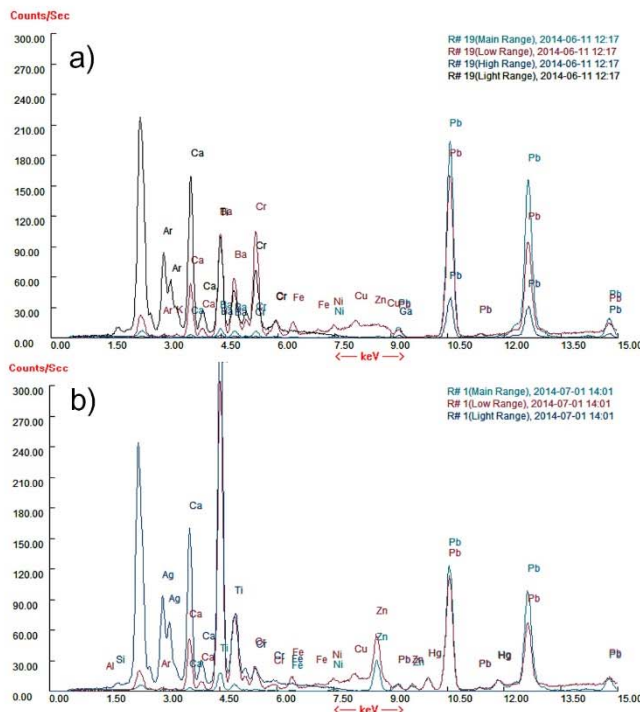 Counts/Sec
a)
R# 19(Main Range), 2014-06-11 12:17
R# 19(Low Range), 2014-06-11 12:17
R# 19(High Range), 2014-06-11 12:17
R# 19(Light Range), 2014-06-11 12:17
300.00
270.00
240.00
210.00
180.00
150.00
120.00
90.00
60.00
30.00
0.00
Pb
Pb Pb
Ca Pb
Ar Ba Cr
Ar Ca Ba Cr Pb Pb
Ca Ca Fe Fe Ni Cu Zn Cu
Ar Ca Ba Ba Cr Cr Ni Ga Pb Pb
1.50 3.00 4.50 6.00 7.50 9.00 10.50 12.00 13.50 15.00
<— keV —>
Counts/Sec
b)
R# 1(Main Range), 2014-07-01 14:01
R# 1(Low Range), 2014-07-01 14:01
R# 1(Light Range), 2014-07-01 14:01
300.00
270.00
240.00
210.00
180.00
150.00
120.00
90.00
60.00
30.00
0.00
Ca
Ag Pb
Ag Pb Pb
Ca Ti Zn Pb
Ca Cr Fe Cu Zn Hg
Al Si Ar Ca Ca Ti Cr Cr Cr Fe Fe Fe Ni Ni Pb Zn Zn Pb Hg Pb
1.50 3.00 4.50 6.00 7.50 9.00 10.50 12.00 13.50 15.00
<— keV —>